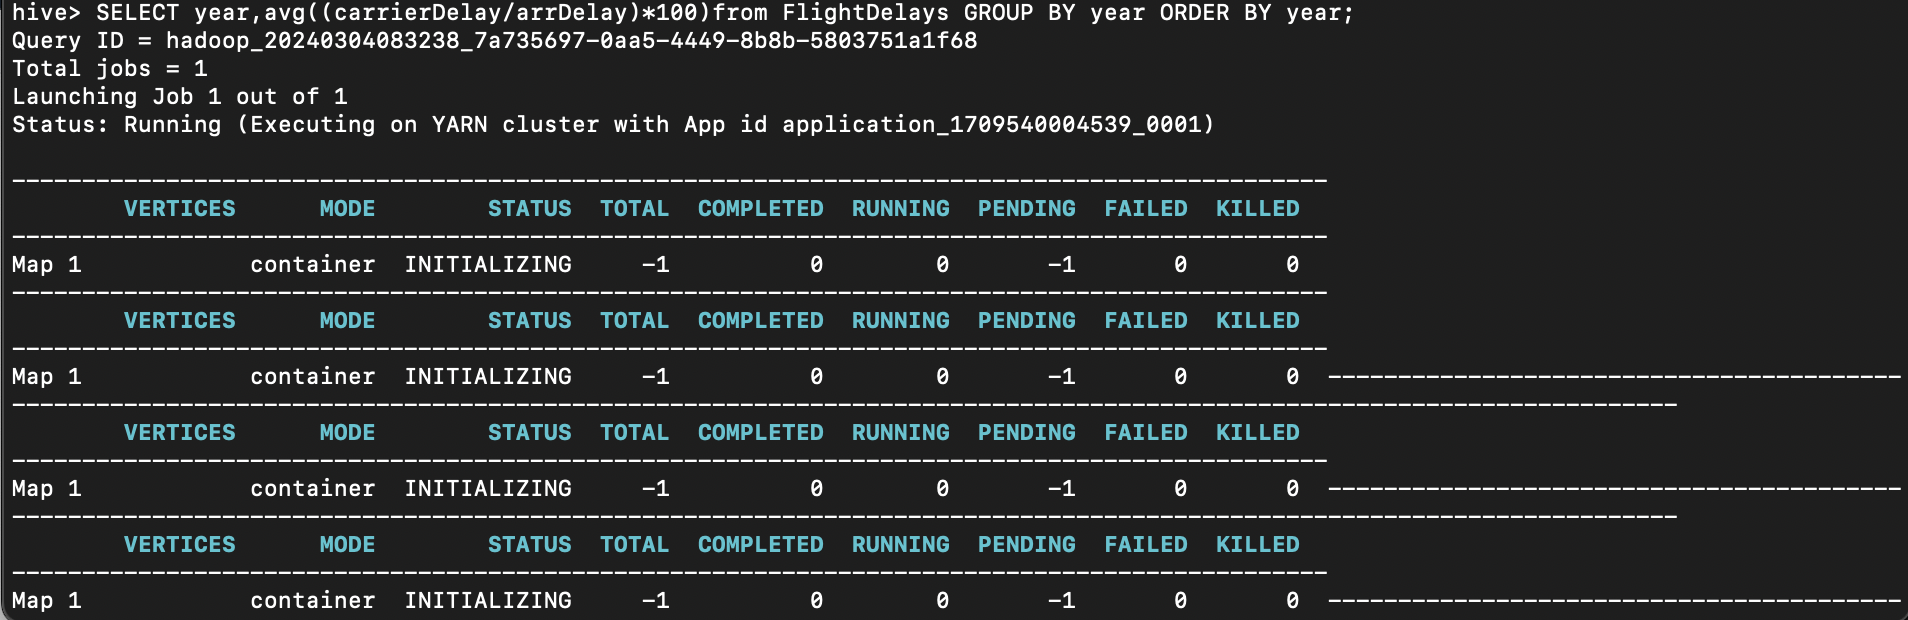 hive> SELECT year,avg((carrierDelay/arrDelay)*100)from FlightDelays GROUP BY year ORDER BY year;
Query ID = hadoop_20240304083238_7a735697-0aa5-4449-8b8b-5803751a1f68
Total jobs = 1
Launching Job 1 out of 1
Status: Running (Executing on YARN cluster with App id application_1709540004539_0001)

----------------------------------------------------------------------------------------------
        VERTICES      MODE        STATUS  TOTAL  COMPLETED  RUNNING  PENDING  FAILED  KILLED
----------------------------------------------------------------------------------------------
Map 1            container  INITIALIZING     -1          0        0       -1       0       0
----------------------------------------------------------------------------------------------
        VERTICES      MODE        STATUS  TOTAL  COMPLETED  RUNNING  PENDING  FAILED  KILLED
----------------------------------------------------------------------------------------------
Map 1            container  INITIALIZING     -1          0        0       -1       0       0  -----------------------------------------
-----------------------------------------------------------------------------------------------------------------------
        VERTICES      MODE        STATUS  TOTAL  COMPLETED  RUNNING  PENDING  FAILED  KILLED
----------------------------------------------------------------------------------------------
Map 1            container  INITIALIZING     -1          0        0       -1       0       0  -----------------------------------------
-----------------------------------------------------------------------------------------------------------------------
        VERTICES      MODE        STATUS  TOTAL  COMPLETED  RUNNING  PENDING  FAILED  KILLED
----------------------------------------------------------------------------------------------
Map 1            container  INITIALIZING     -1          0        0       -1       0       0  -----------------------------------------